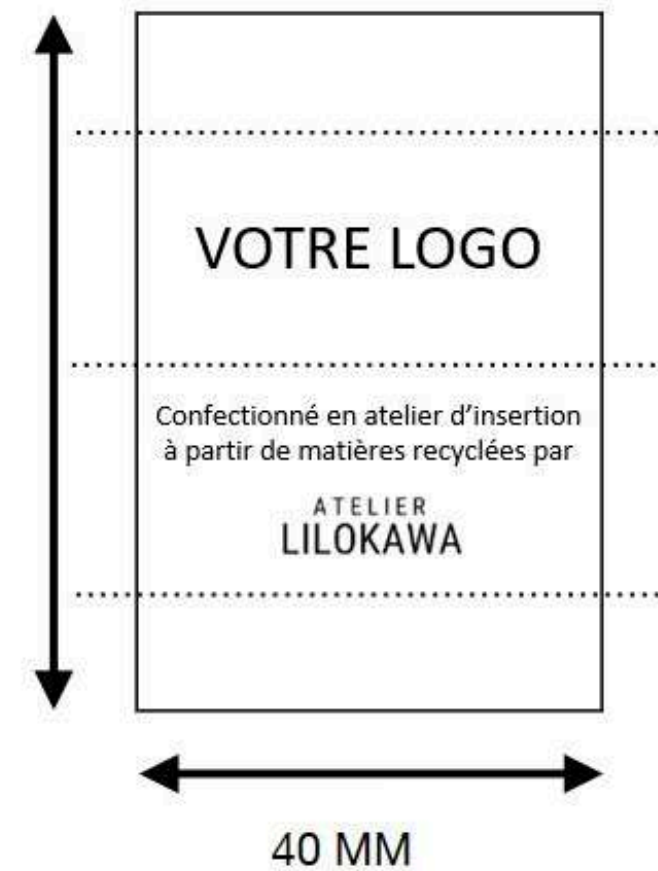 VOTRE LOGO
Confectionné en atelier d’insertion
à partir de matières recyclées par
ATELIER
LILOKAWA
40 MM